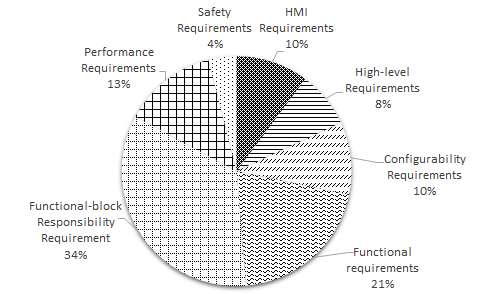 Safety
Requirements
4%
HMI
Requirements
10%
High-level
Requirements
8%
Configurability
Requirements
10%
Functional
requirements
21%
Functional-block
Responsibility
Requirement
34%
Performance
Requirements
13%